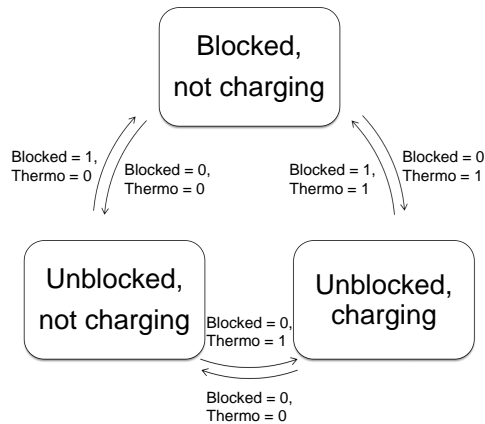 Blocked,
not charging
Blocked = 1,
Thermo = 0
Blocked = 0,
Thermo = 0
Blocked = 1,
Thermo = 1
Blocked = 0
Thermo = 1
Unblocked,
not charging
Blocked = 0,
Thermo = 1
Unblocked,
charging
Blocked = 0,
Thermo = 0